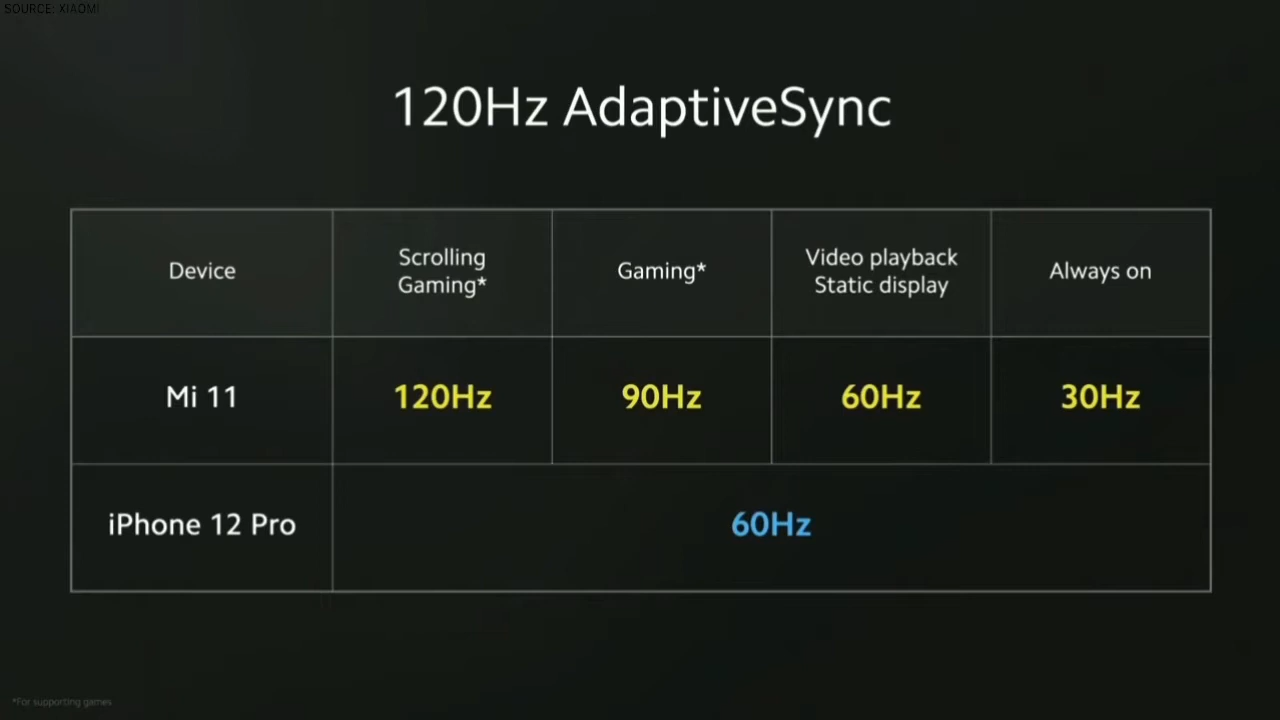 SOURCE: XIAOMI
120Hz AdaptiveSync
Device
Scrolling
Gaming*
Gaming*
Video playback
Static display
Always on
Mi 11
120Hz
90Hz
60Hz
30Hz
iPhone 12 Pro
60Hz
*For supporting games